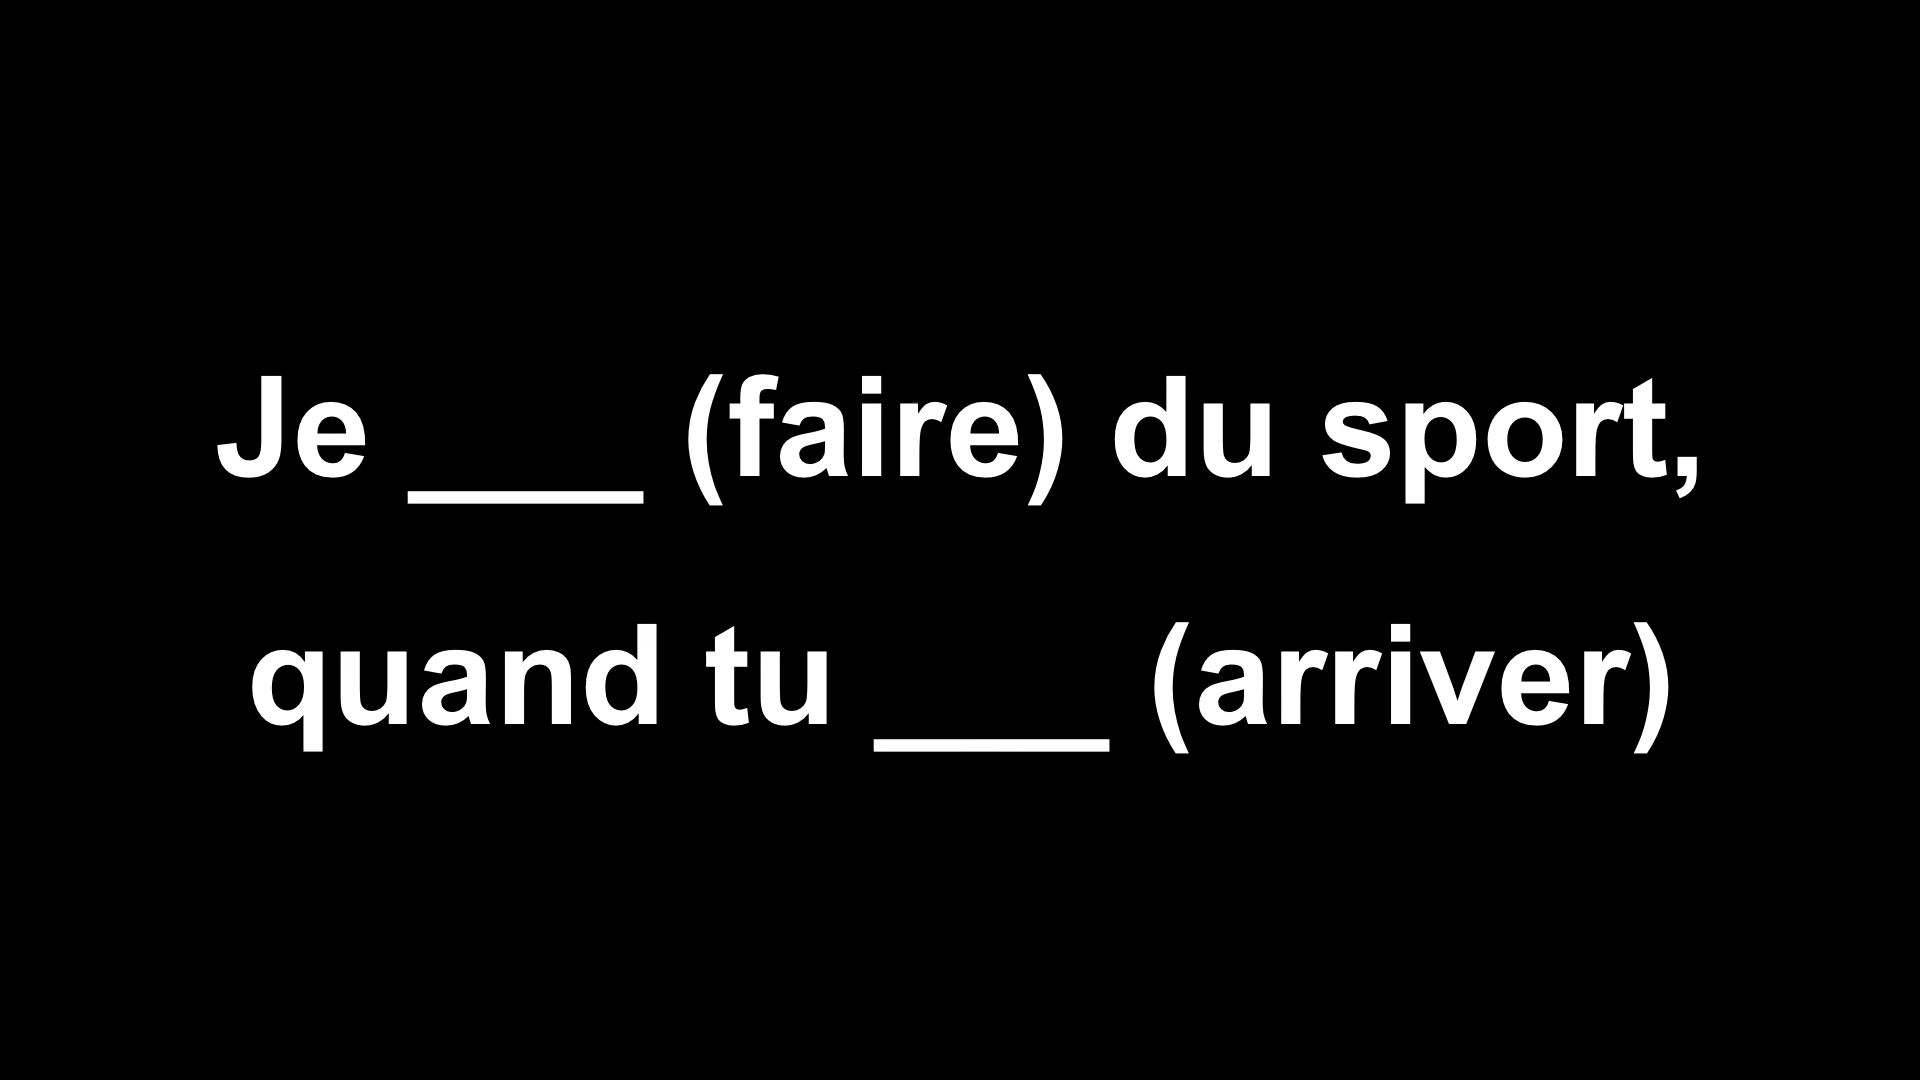 Je ___ (faire) du sport,
quand tu ___ (arriver)